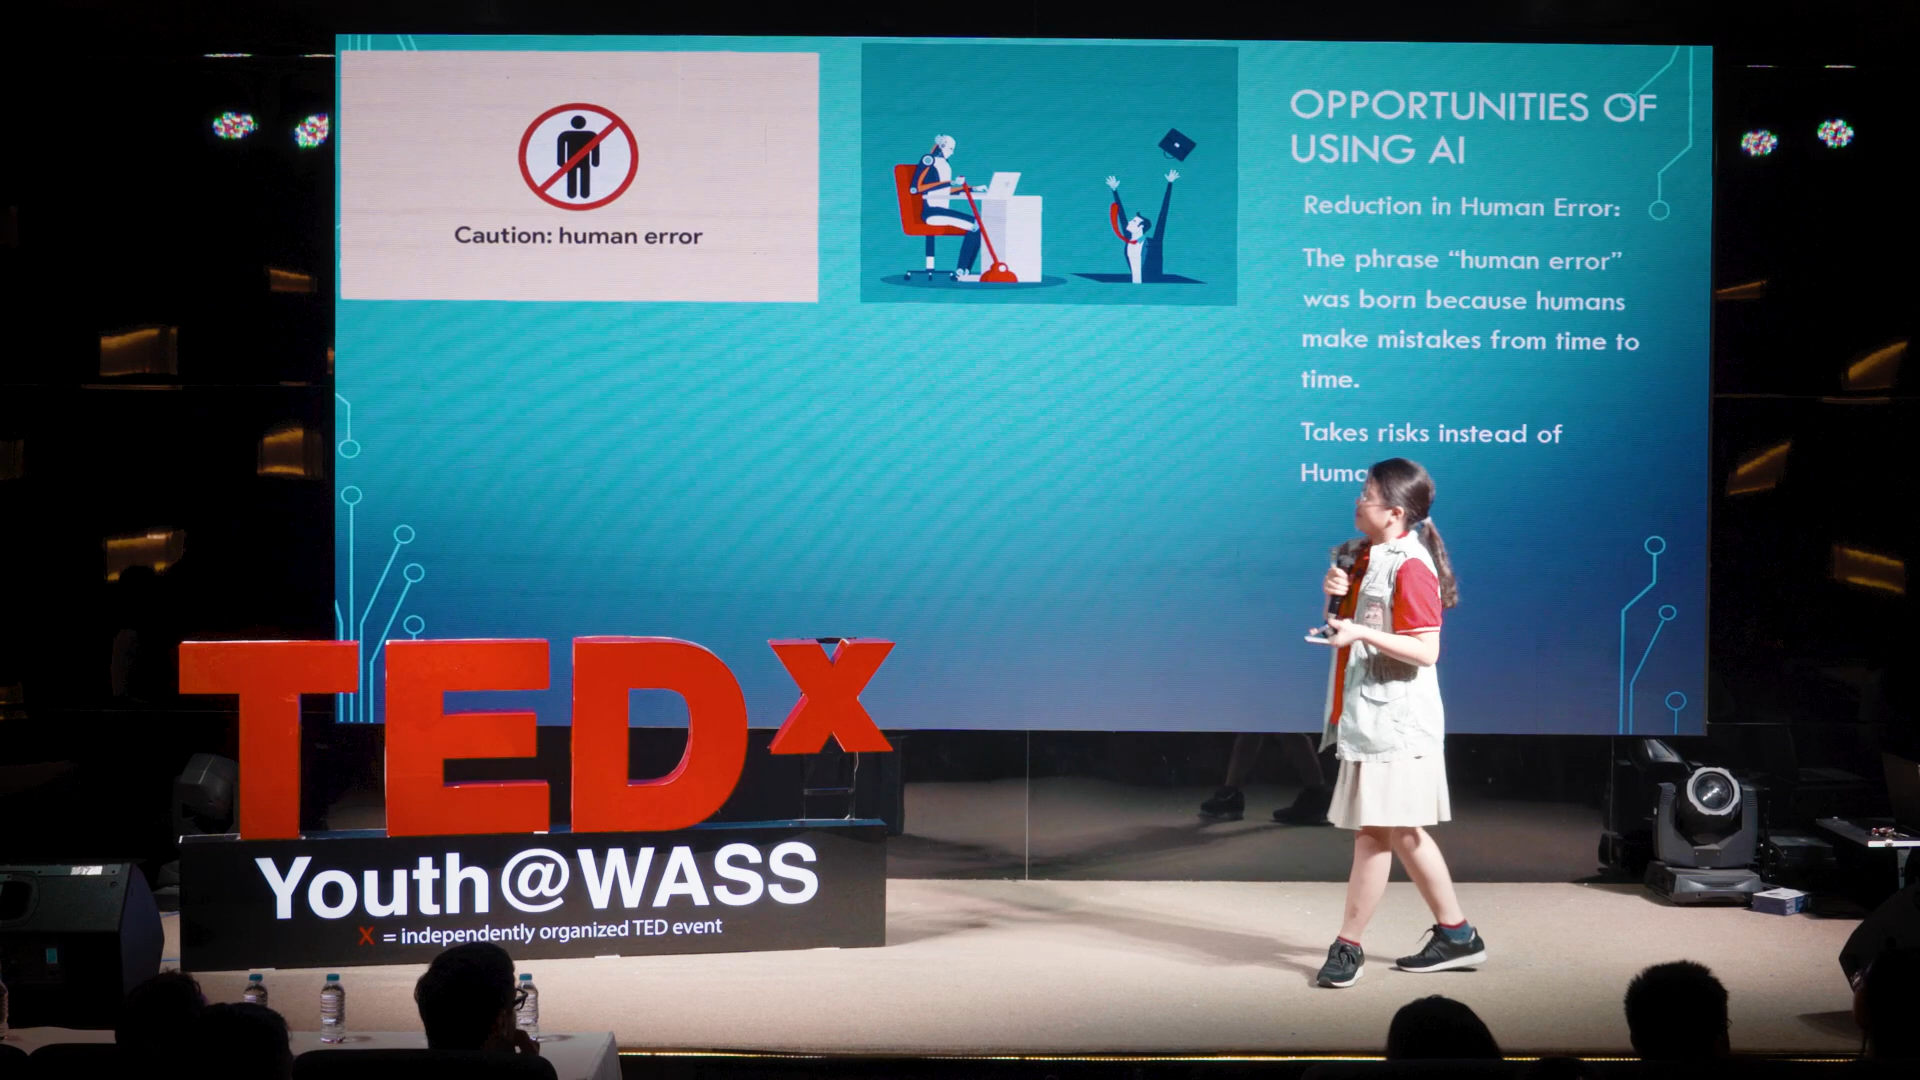 Caution: human error
OPPORTUNITIES OF
USING AI
Reduction in Human Error:
The phrase “human error”
was born because humans
make mistakes from time to
time.
Takes risks instead of
TEDx
Youth@WASS
X = independently organized TED event